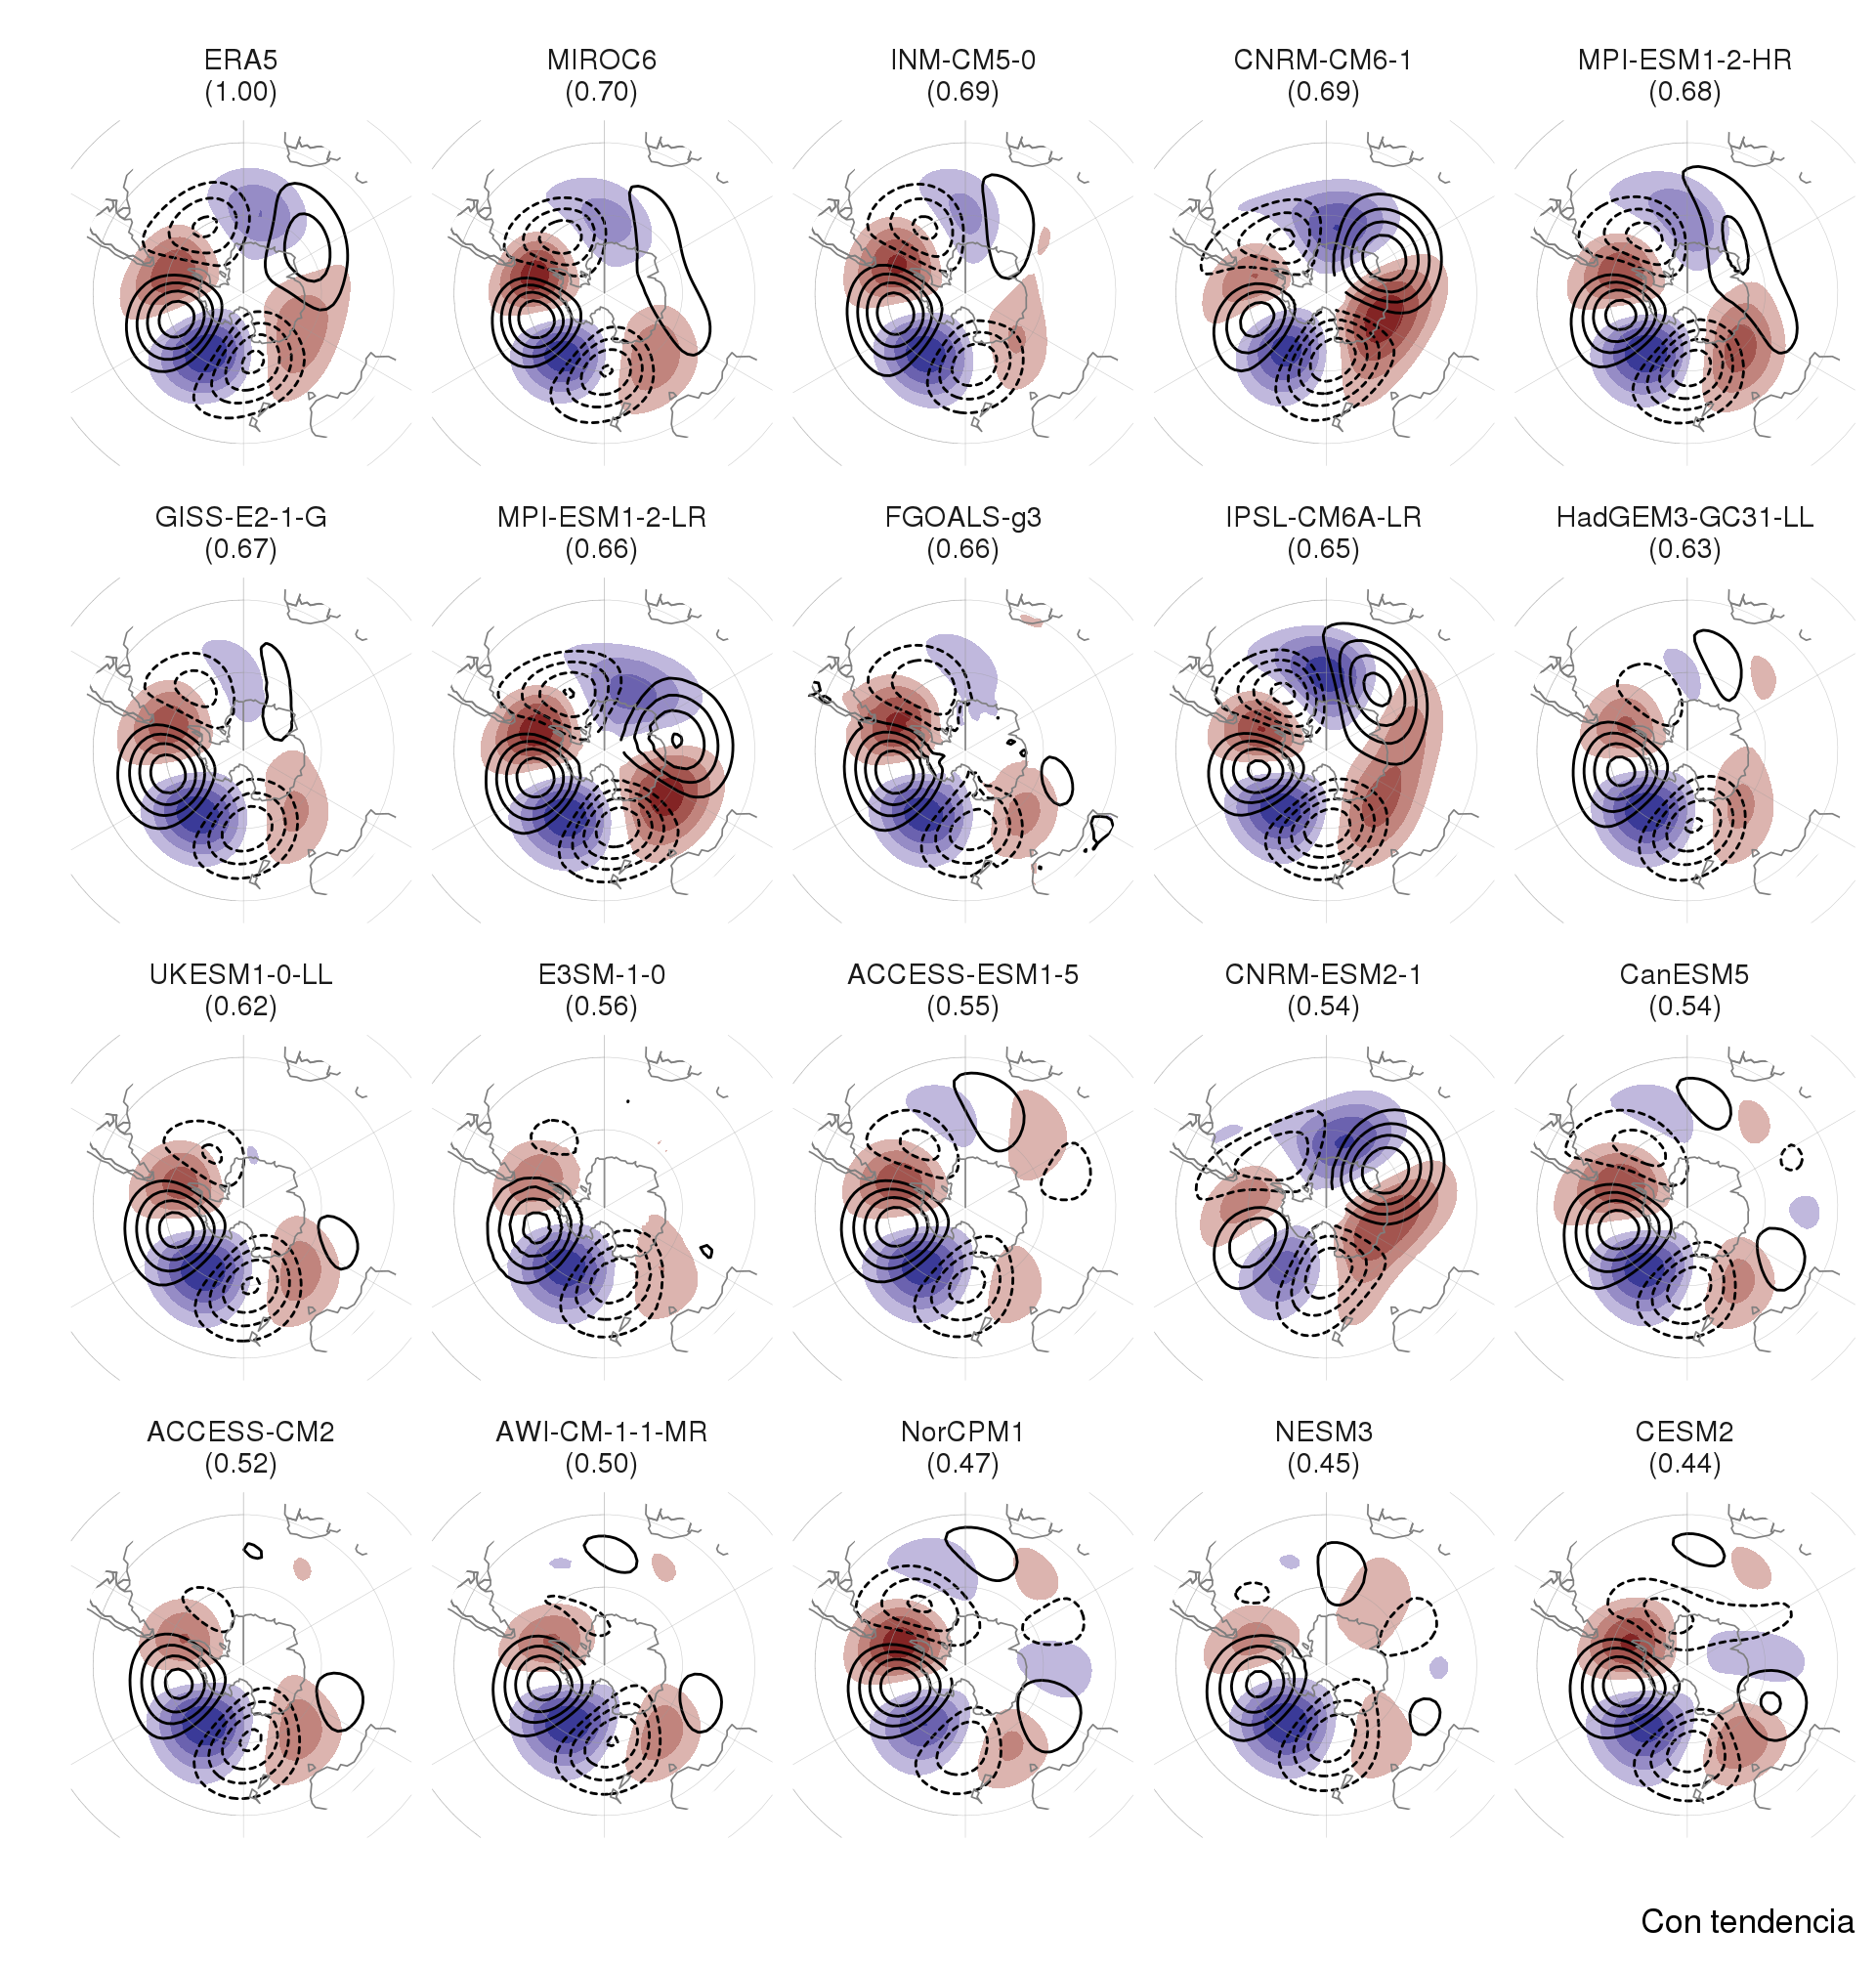 ERA5
(1.00)
MIROC6
(0.70)
INM-CM5-0
(0.69)
CNRM-CM6-1
(0.69)
MPI-ESM1-2-HR
(0.68)
GISS-E2-1-G
(0.67)
MPI-ESM1-2-LR
(0.66)
FGOALS-g3
(0.66)
IPSL-CM6A-LR
(0.65)
HadGEM3-GC31-LL
(0.63)
UKESM1-0-LL
(0.62)
E3SM-1-0
(0.56)
ACCESS-ESM1-5
(0.55)
CNRM-ESM2-1
(0.54)
CanESM5
(0.54)
ACCESS-CM2
(0.52)
AWI-CM-1-1-MR
(0.50)
NorCPM1
(0.47)
NESM3
(0.45)
CESM2
(0.44)
Con tendencia